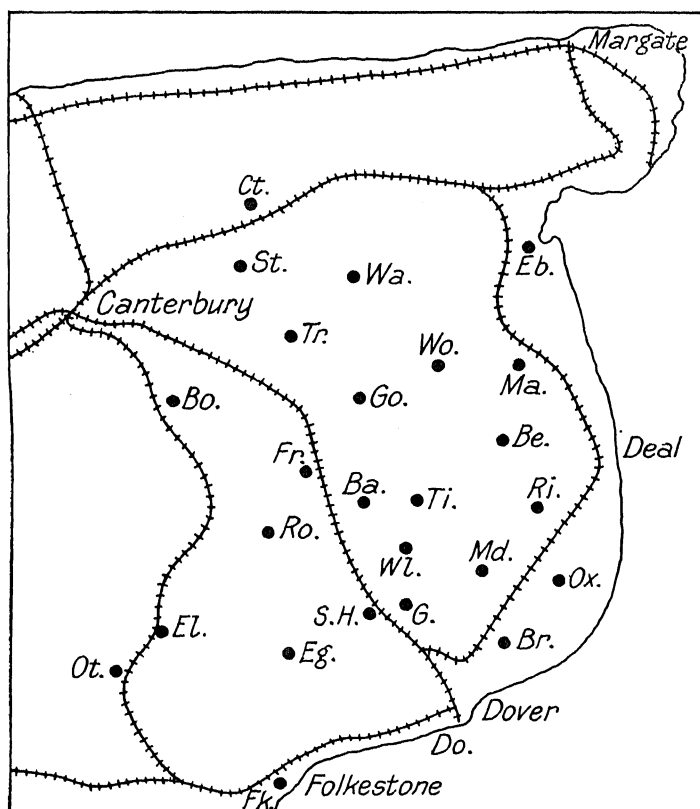 Margate
Ct.
St.
Wa.
Eb.
Canterbury
Tr.
Wo.
Ma.
Bo.
Go.
Be.
Deal
Fr.
Ba.
Ti.
Ri.
Ro.
Wl.
Md.
Ox.
S.H.
G.
El.
Eg.
Br.
Ot.
Dover
Do.
Folkestone
Fk.